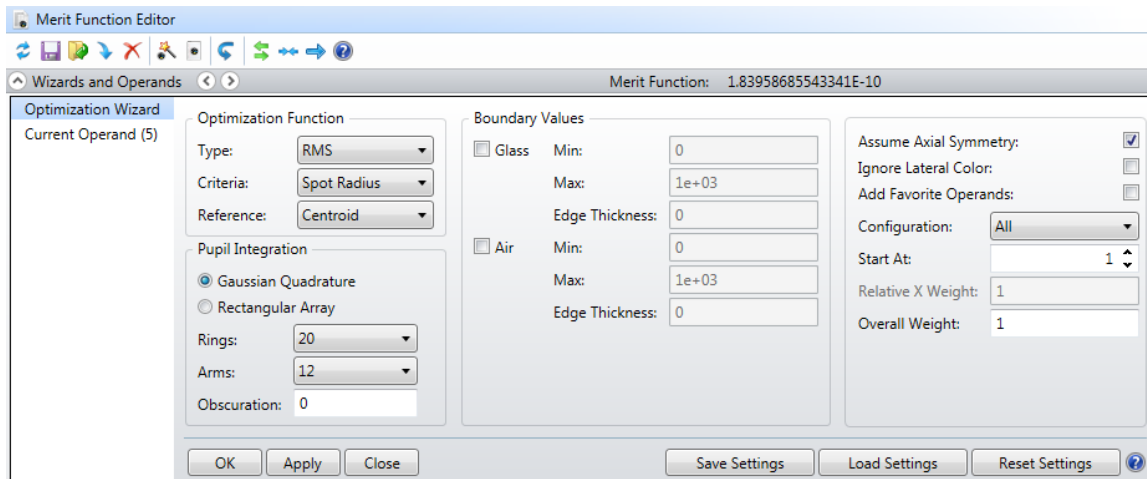 Merit Function Editor
Wizards and Operands Merit Function: 1.83958685543341E-10
Optimization Wizard
Current Operand (5)
Optimization Function
Type: RMS
Criteria: Spot Radius
Reference: Centroid
Pupil Integration
Gaussian Quadrature
Rectangular Array
Rings: 20
Arms: 12
Obscuration: 0
Boundary Values
Glass Min: 0
Max: 1e+03
Edge Thickness: 0
Air Min: 0
Max: 1e+03
Edge Thickness: 0
Assume Axial Symmetry:
Ignore Lateral Color:
Add Favorite Operands:
Configuration: All
Start At: 1
Relative X Weight: 1
Overall Weight: 1
OK Apply Close Save Settings Load Settings Reset Settings